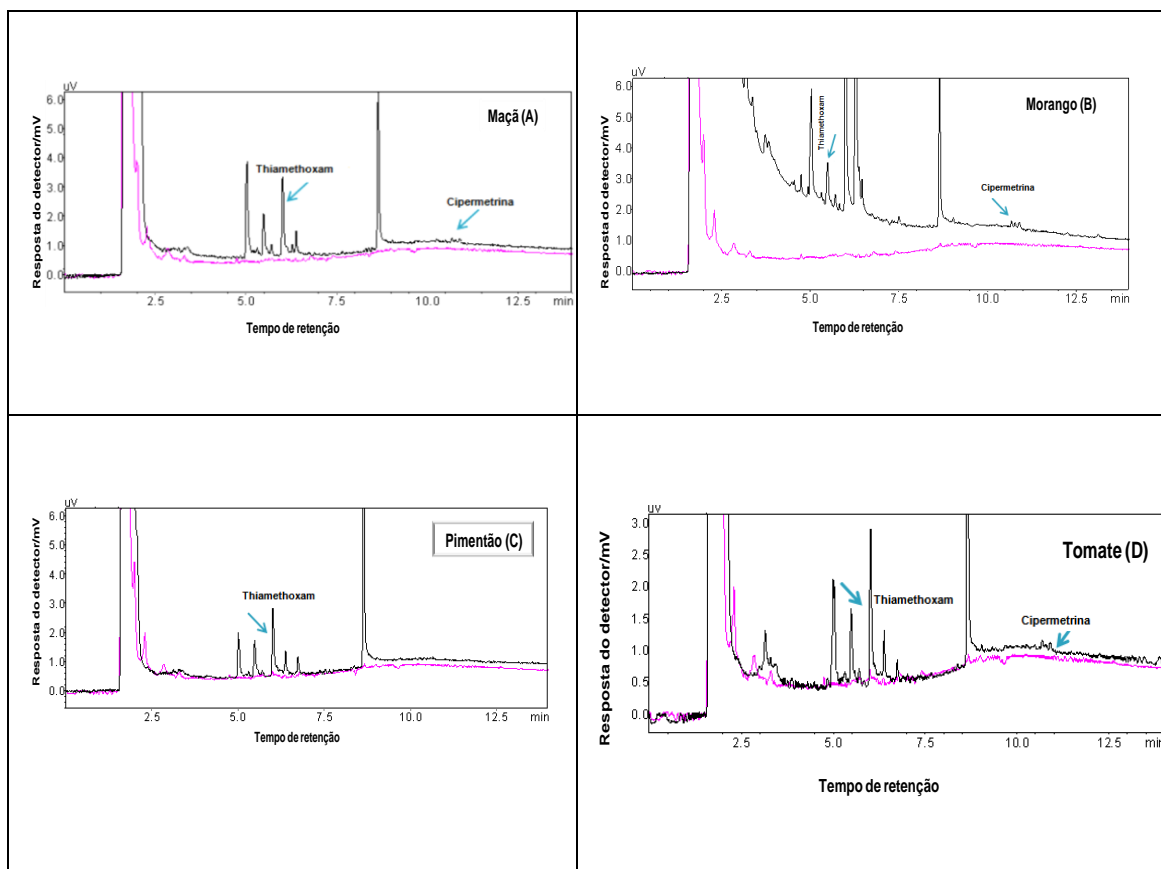 uV
Resposta do detector/mV
6.0
5.0
4.0
3.0
2.0
1.0
0.0
Maçã (A)
Thiamethoxam
Cipermetrina
2.5 5.0 7.5 10.0 12.5 min
Tempo de retenção
uV
Resposta do detector/mV
6.0
5.0
4.0
3.0
2.0
1.0
0.0
Morango (B)
Thiamethoxam
Cipermetrina
2.5 5.0 7.5 10.0 12.5 min
Tempo de retenção
uV
Resposta do detector/mV
6.0
5.0
4.0
3.0
2.0
1.0
0.0
Pimentão (C)
Thiamethoxam
2.5 5.0 7.5 10.0 min
Tempo de retenção
uV
Resposta do detector/mV
3.0
2.5
2.0
1.5
1.0
0.5
0.0
Tomate (D)
Thiamethoxam
Cipermetrina
2.5 5.0 7.5 10.0 12.5 min
Tempo de retenção